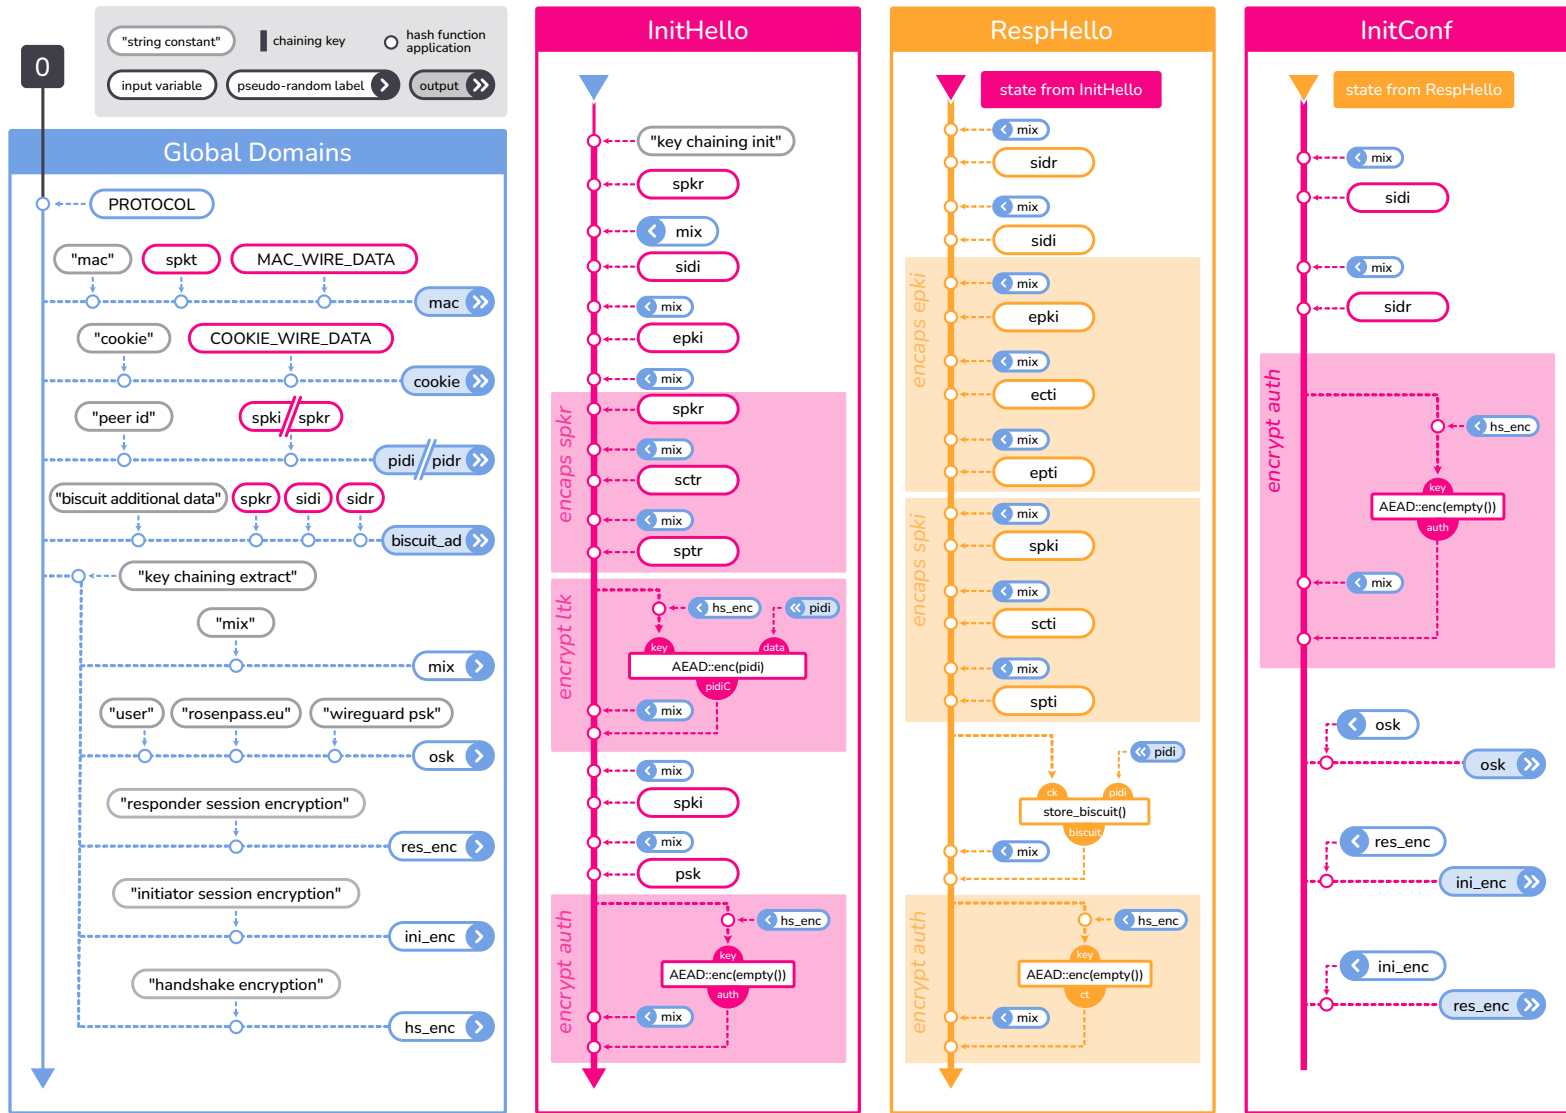 0
"string constant"
chaining key
hash function
application
input variable
pseudo-random label
output
Global Domains
PROTOCOL
"mac"
spkt
MAC_WIRE_DATA
mac
"cookie"
COOKIE_WIRE_DATA
cookie
"peer id"
spki
spkr
pidi
pidr
"biscuit additional data"
spkr
sidi
sidr
biscuit_ad
"key chaining extract"
"mix"
mix
"user"
"rosenpass.eu"
"wireguard psk"
osk
"responder session encryption"
res_enc
"initiator session encryption"
ini_enc
"handshake encryption"
hs_enc
InitHello
"key chaining init"
spkr
mix
sidi
mix
epki
mix
encaps spkr
spkr
mix
sctr
mix
sptr
encrypt ltk
hs_enc
pidi
key
data
AEAD::enc(pidi)
pidiC
mix
mix
spki
mix
psk
encrypt auth
hs_enc
key
AEAD::enc(empty())
auth
mix
RespHello
state from InitHello
mix
sidr
mix
sidi
encaps epki
mix
epki
mix
ecti
mix
epti
encaps spki
mix
spki
mix
scti
mix
spti
pidi
ck
pidi
store_biscuit()
biscuit
mix
encrypt auth
hs_enc
key
AEAD::enc(empty())
ct
mix
InitConf
state from RespHello
mix
sidi
mix
sidr
encrypt auth
hs_enc
key
AEAD::enc(empty())
auth
mix
osk
osk
res_enc
ini_enc
ini_enc
res_enc